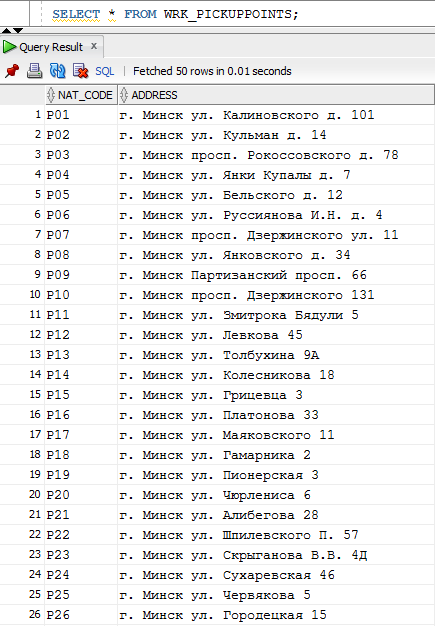 SELECT * FROM WRK_PICKUPPOINTS;
Query Result x
SQL | Fetched 50 rows in 0.01 seconds
NAT_CODE ADDRESS
1 P01 г. Минск ул. Калиновского д. 101
2 P02 г. Минск ул. Кульман д. 14
3 P03 г. Минск просп. Рокоссовского д. 78
4 P04 г. Минск ул. Янки Купалы д. 7
5 P05 г. Минск ул. Бельского д. 12
6 P06 г. Минск ул. Руссиянова И.Н. д. 4
7 P07 г. Минск просп. Дзержинского ул. 11
8 P08 г. Минск ул. Янковского д. 34
9 P09 г. Минск Партизанский просп. 66
10 P10 г. Минск просп. Дзержинского 131
11 P11 г. Минск ул. Змитрока Бядули 5
12 P12 г. Минск ул. Левкова 45
13 P13 г. Минск ул. Толбухина 9А
14 P14 г. Минск ул. Колесникова 18
15 P15 г. Минск ул. Грицевца 3
16 P16 г. Минск ул. Платонова 33
17 P17 г. Минск ул. Маяковского 11
18 P18 г. Минск ул. Гамарника 2
19 P19 г. Минск ул. Пионерская 3
20 P20 г. Минск ул. Чюрлениса 6
21 P21 г. Минск ул. Алибегова 28
22 P22 г. Минск ул. Шпилевского П. 57
23 P23 г. Минск ул. Скрыганова В.В. 4Д
24 P24 г. Минск ул. Сухаревская 46
25 P25 г. Минск ул. Червякова 5
26 P26 г. Минск ул. Городецкая 15